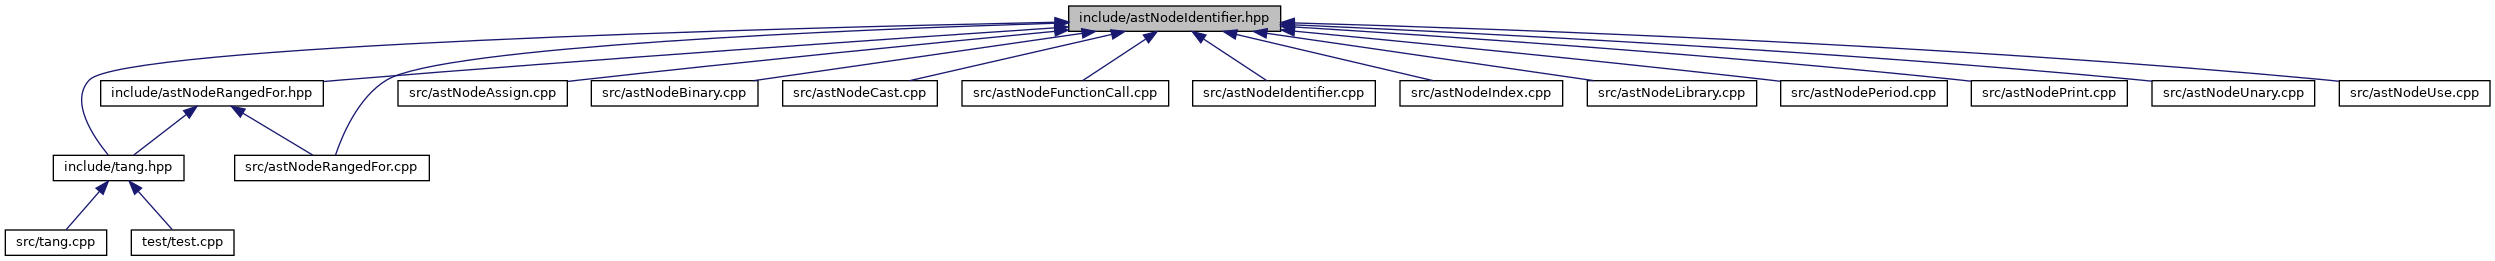 include/astNodeIdentifier.hpp
include/astNodeRangedFor.hpp
src/astNodeAssign.cpp
src/astNodeBinary.cpp
src/astNodeCast.cpp
src/astNodeFunctionCall.cpp
src/astNodeIdentifier.cpp
src/astNodeIndex.cpp
src/astNodeLibrary.cpp
src/astNodePeriod.cpp
src/astNodePrint.cpp
src/astNodeUnary.cpp
src/astNodeUse.cpp
include/tang.hpp
src/astNodeRangedFor.cpp
src/tang.cpp
test/test.cpp